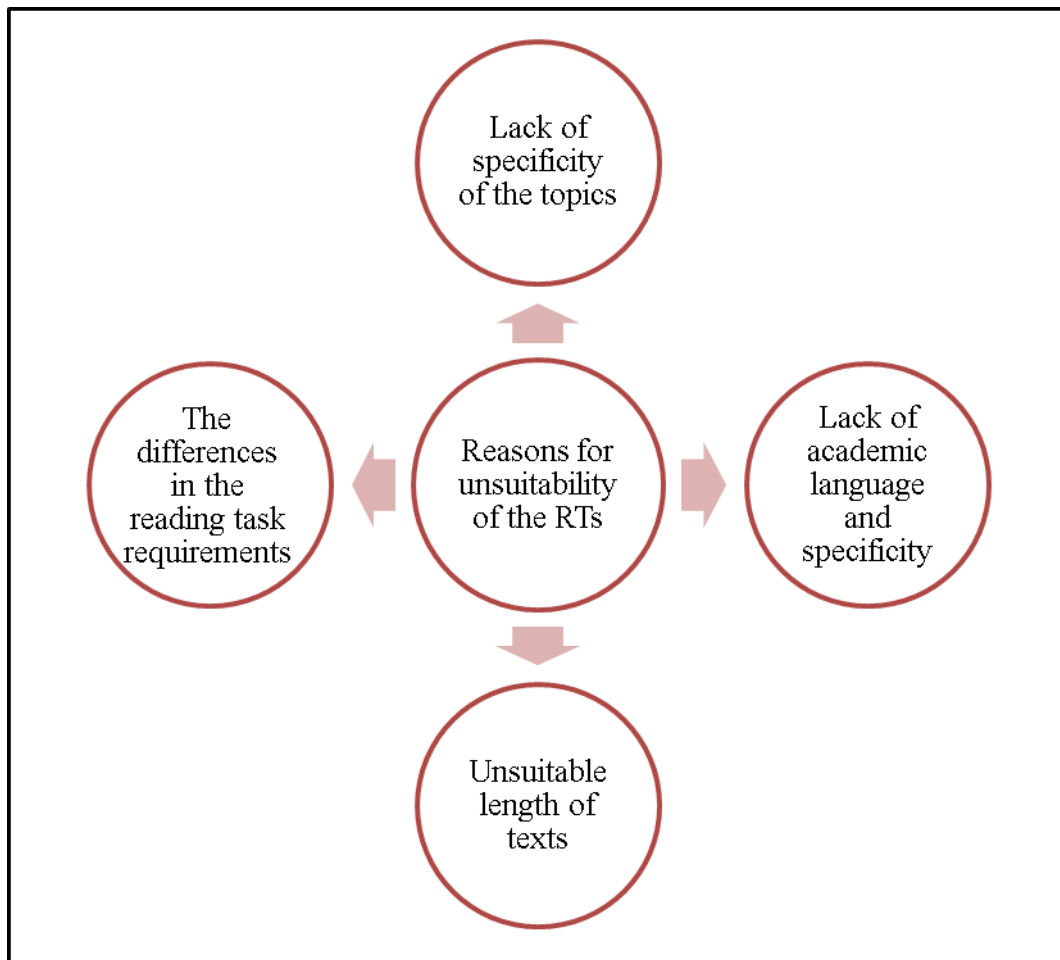 Lack of
specificity
of the topics
The
differences
in the
reading task
requirements
Reasons for
unsuitability
of the RTs
Lack of
academic
language
and
specificity
Unsuitable
length of
texts